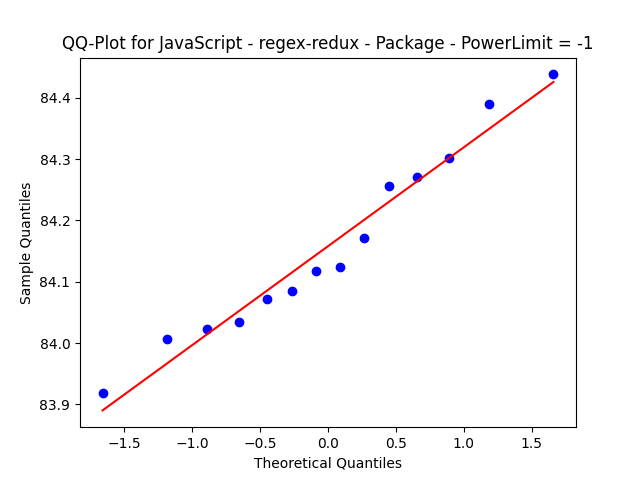 QQ-Plot for JavaScript - regex-redux - Package - PowerLimit = -1
Sample Quantiles
84.4
84.3
84.2
84.1
84.0
83.9
−1.5 −1.0 −0.5 0.0 0.5 1.0 1.5
Theoretical Quantiles